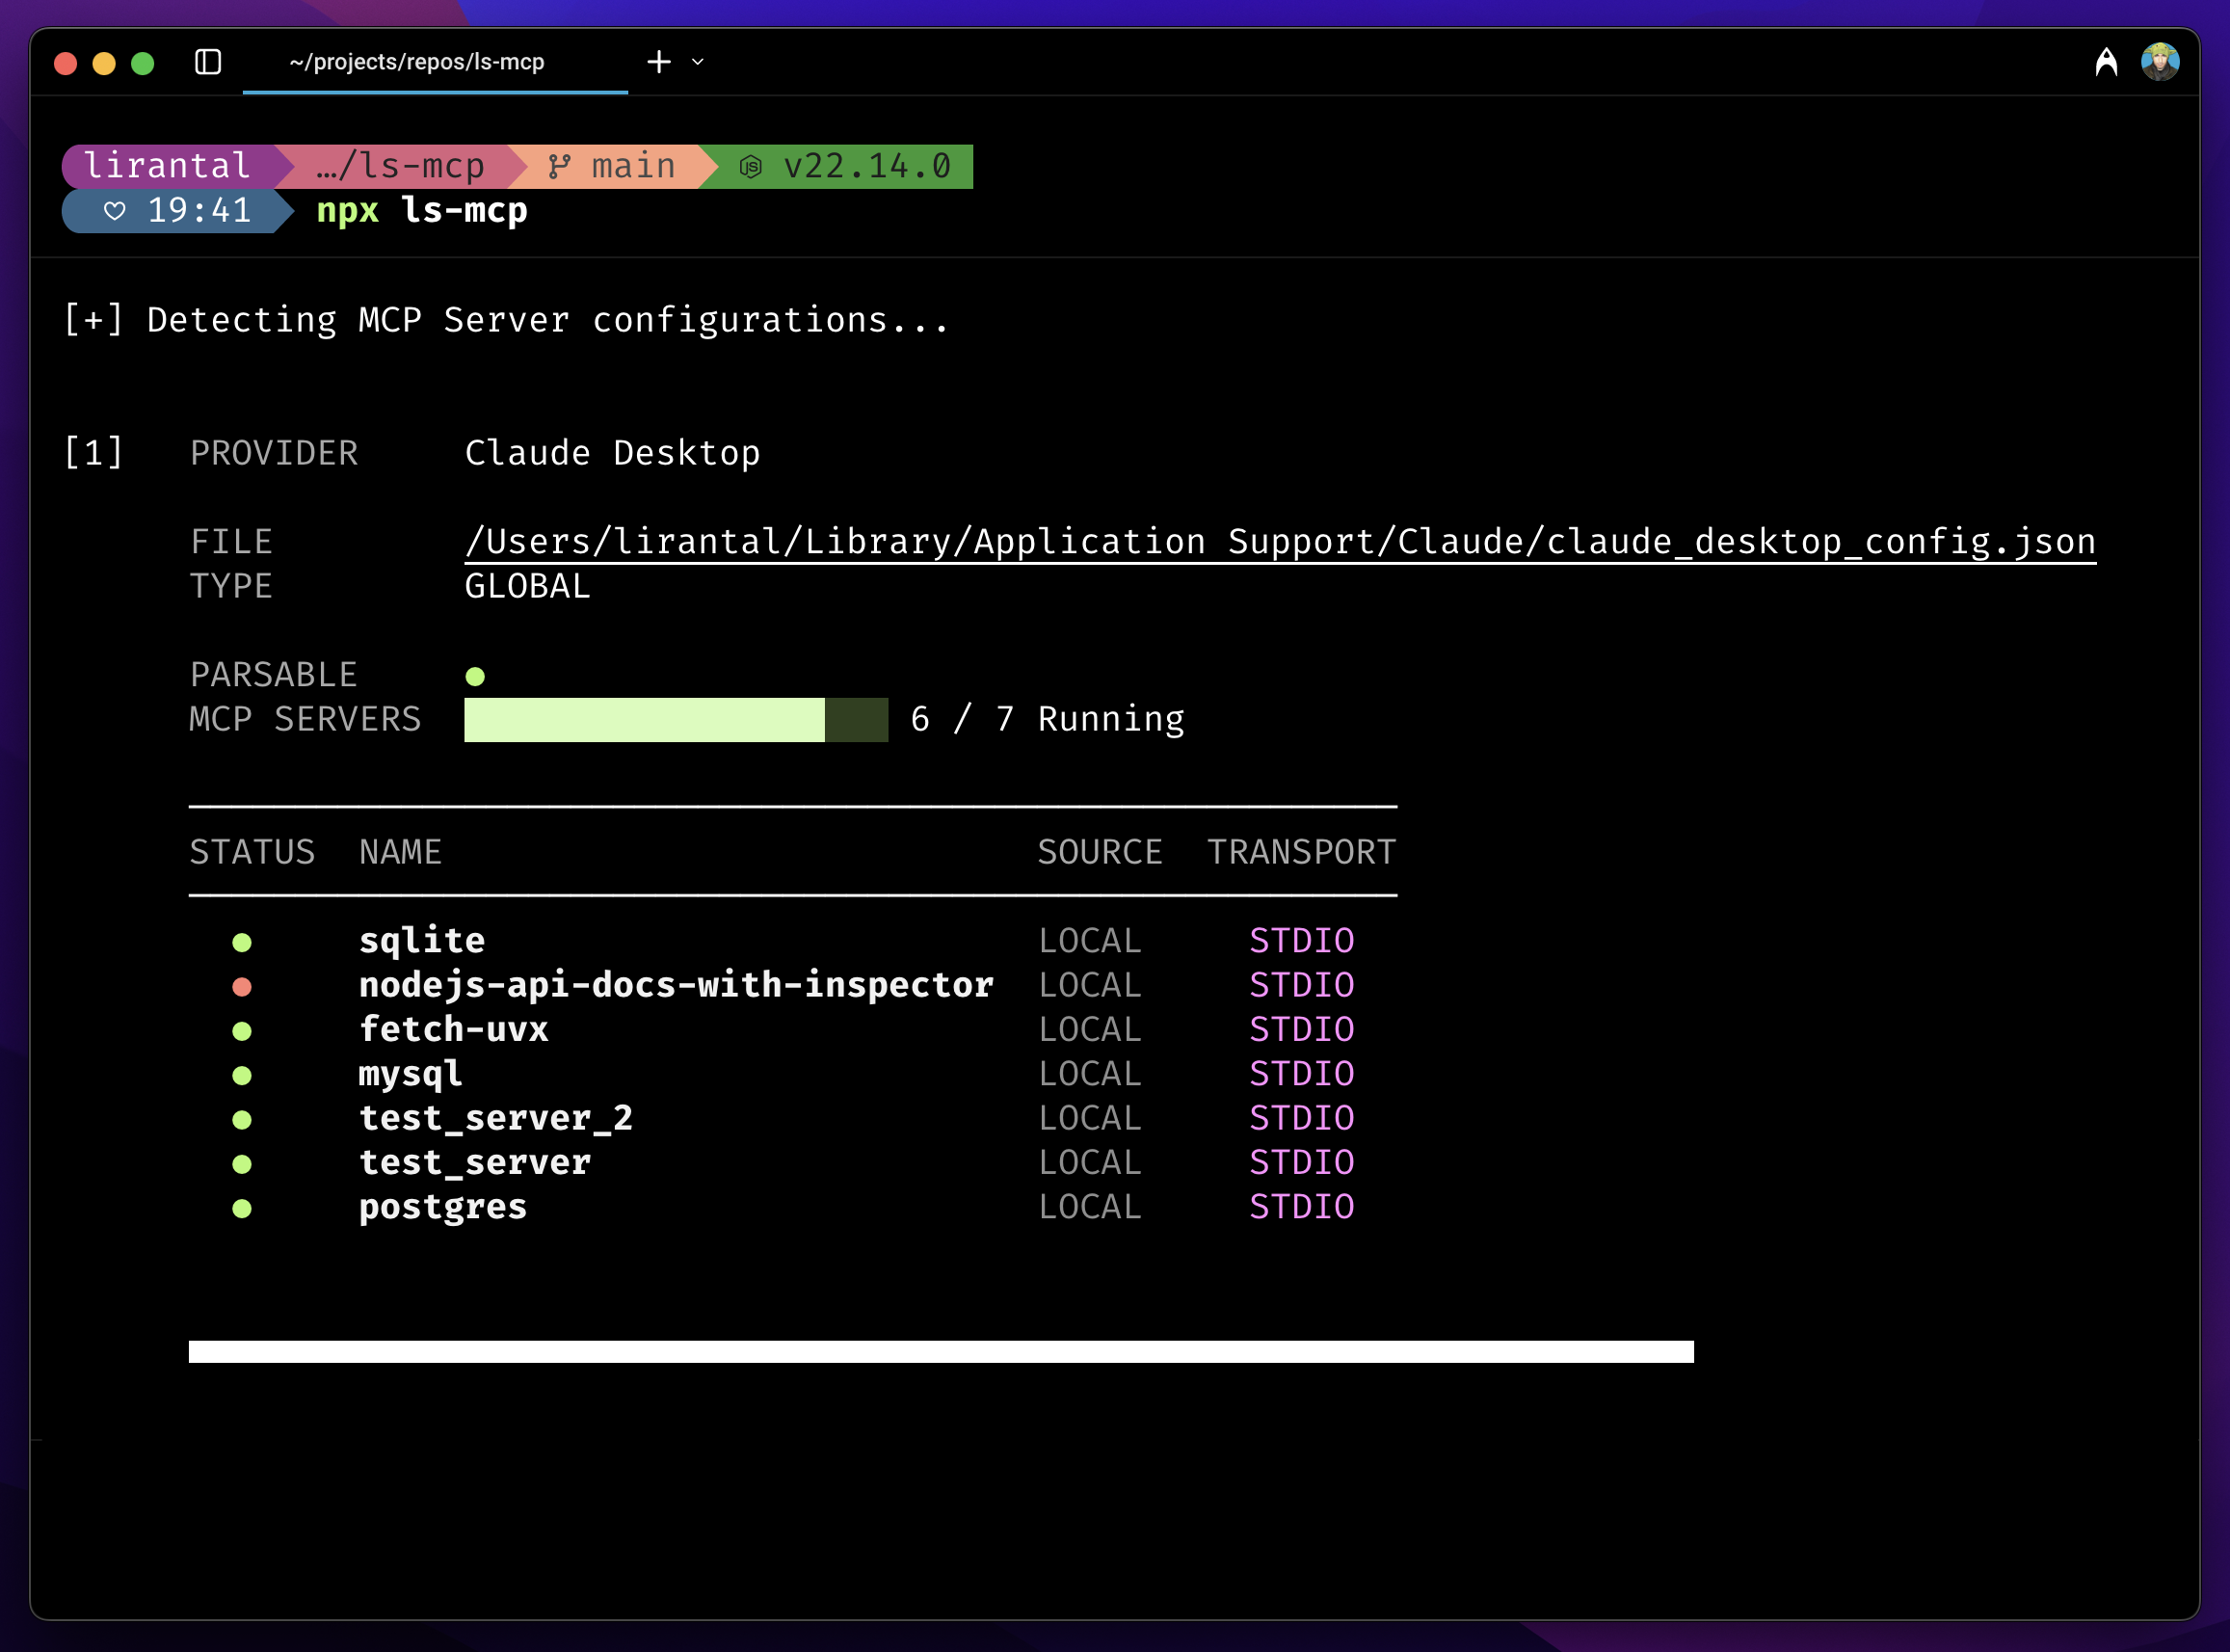 ~/projects/repos/ls-mcp
lirantal …/ls-mcp main v22.14.0
19:41 npx ls-mcp
[+] Detecting MCP Server configurations...
[1] PROVIDER Claude Desktop
FILE /Users/lirantal/Library/Application Support/Claude/claude_desktop_config.json
TYPE GLOBAL
PARSABLE ●
MCP SERVERS 6 / 7 Running
STATUS NAME SOURCE TRANSPORT
● sqlite LOCAL STDIO
● nodejs-api-docs-with-inspector LOCAL STDIO
● fetch-uvx LOCAL STDIO
● mysql LOCAL STDIO
● test_server_2 LOCAL STDIO
● test_server LOCAL STDIO
● postgres LOCAL STDIO